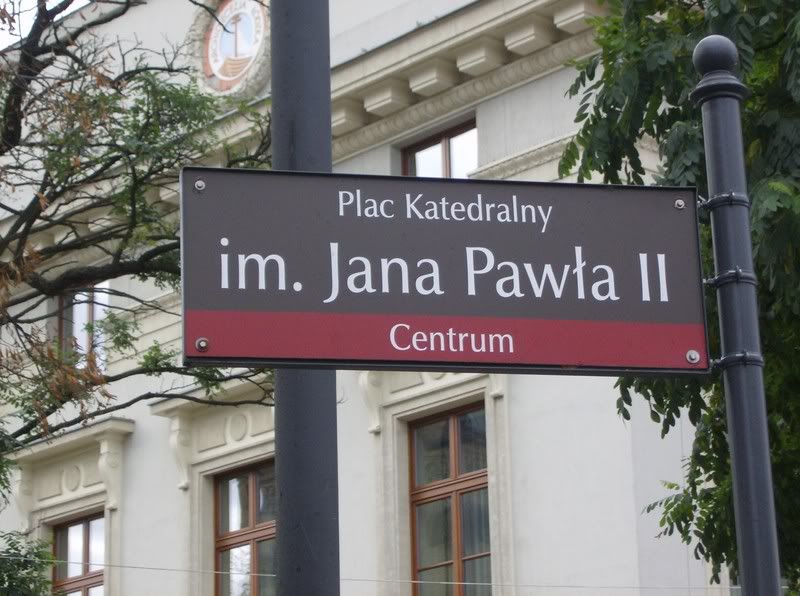 Plac Katedralny
im. Jana Pawła II
Centrum